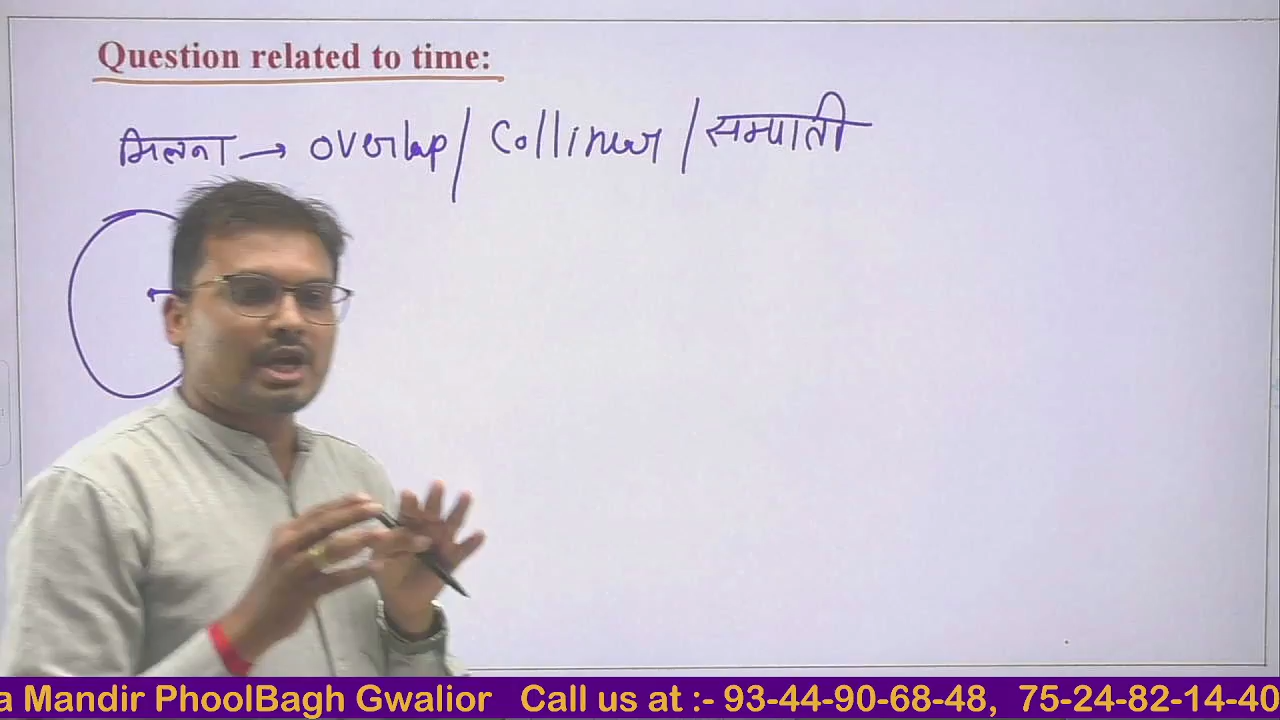 Question related to time:
मिलना → overlap / Collinear / सम्पाती
a Mandir PhoolBagh Gwalior Call us at :- 93-44-90-68-48, 75-24-82-14-40